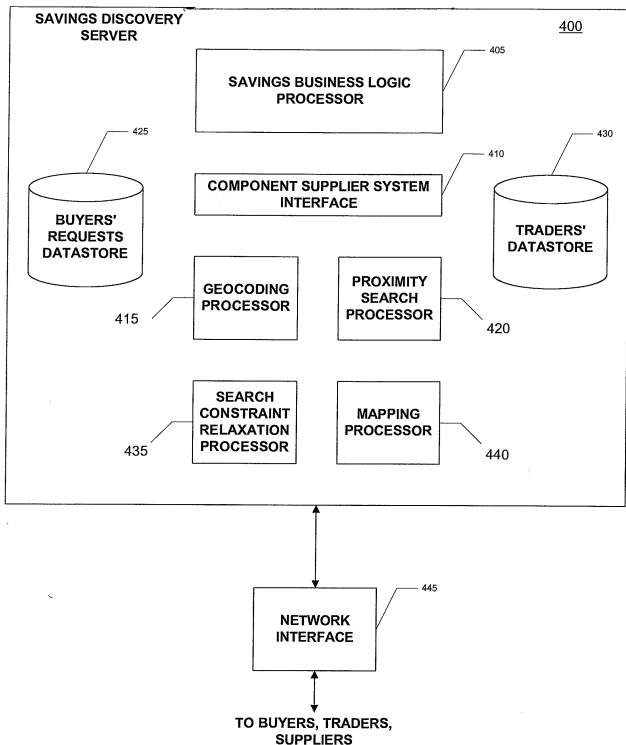 SAVINGS DISCOVERY
SERVER
400
405
SAVINGS BUSINESS LOGIC
PROCESSOR
425
410
430
COMPONENT SUPPLIER SYSTEM
INTERFACE
BUYERS'
REQUESTS
DATASTORE
TRADERS'
DATASTORE
GEOCODING
PROCESSOR
415
PROXIMITY
SEARCH
PROCESSOR
420
SEARCH
CONSTRAINT
RELAXATION
PROCESSOR
435
MAPPING
PROCESSOR
440
445
NETWORK
INTERFACE
TO BUYERS, TRADERS,
SUPPLIERS